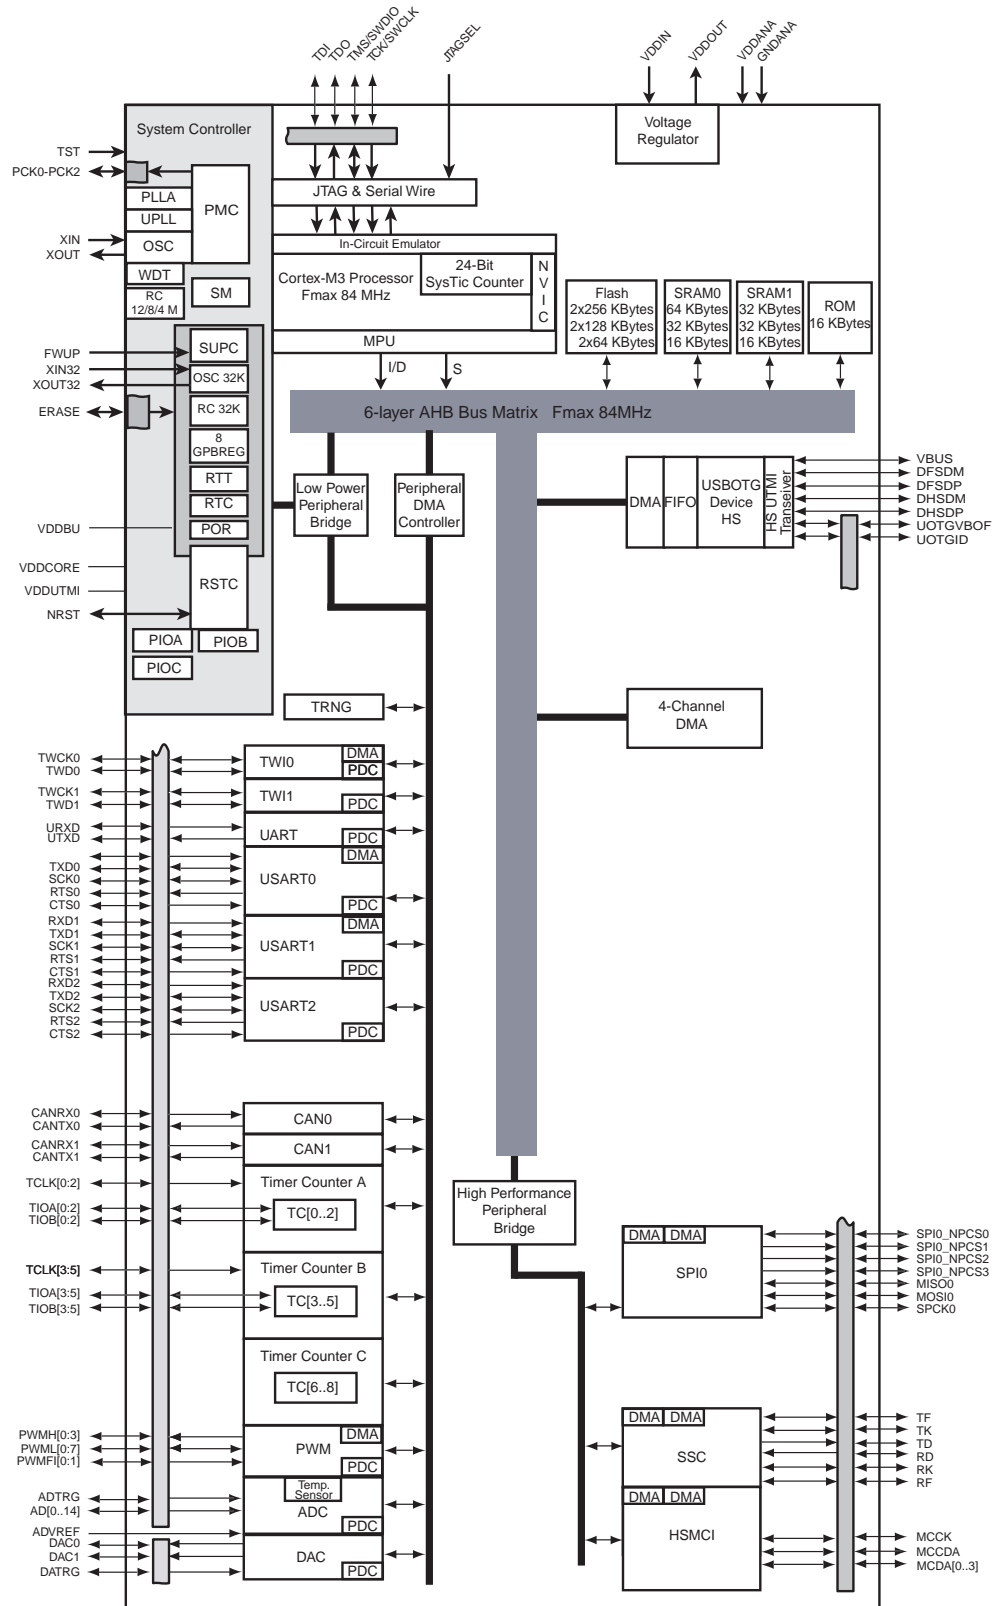 TDI
TDO
TMS/SWDIO
TCK/SWCLK
JTAGSEL
VDDIN
VDDOUT
VDDANA
GNDANA
System Controller
Voltage
Regulator
TST
PCK0-PCK2
PLLA
UPLL
PMC
XIN
XOUT
OSC
WDT
RC
12/8/4 M
SM
JTAG & Serial Wire
In-Circuit Emulator
Cortex-M3 Processor
Fmax 84 MHz
24-Bit
SysTic Counter
N
V
I
C
MPU
I/D
S
Flash
2x256 KBytes
2x128 KBytes
2x64 KBytes
SRAM0
64 KBytes
32 KBytes
16 KBytes
SRAM1
32 KBytes
32 KBytes
16 KBytes
ROM
16 KBytes
FWUP
XIN32
XOUT32
ERASE
SUPC
OSC 32K
RC 32K
8
GPBREG
RTT
RTC
POR
VDDBU
VDDCORE
VDDUTMI
NRST
RSTC
PIOA
PIOB
PIOC
6-layer AHB Bus Matrix Fmax 84MHz
Low Power
Peripheral
Bridge
Peripheral
DMA
Controller
DMA
FIFO
USBOTG
Device
HS
HS UTMI
Transeiver
VBUS
DFSDM
DFSDP
DHSDM
DHSDP
UOTGVBOF
UOTGID
TRNG
4-Channel
DMA
TWCK0
TWD0
TWI0
DMA
PDC
TWCK1
TWD1
TWI1
PDC
URXD
UTXD
UART
PDC
TXD0
SCK0
RTS0
CTS0
USART0
DMA
PDC
RXD1
TXD1
SCK1
RTS1
CTS1
USART1
DMA
PDC
RXD2
TXD2
SCK2
RTS2
CTS2
USART2
PDC
CANRX0
CANTX0
CAN0
CANRX1
CANTX1
CAN1
TCLK[0:2]
TIOA[0:2]
TIOB[0:2]
Timer Counter A
TC[0..2]
TCLK[3:5]
TIOA[3:5]
TIOB[3:5]
Timer Counter B
TC[3..5]
Timer Counter C
TC[6..8]
High Performance
Peripheral
Bridge
DMA
DMA
SPI0
SPI0_NPCS0
SPI0_NPCS1
SPI0_NPCS2
SPI0_NPCS3
MISO0
MOSI0
SPCK0
PWMH[0:3]
PWML[0:7]
PWMFI[0:1]
PWM
DMA
PDC
DMA
DMA
SSC
TF
TK
TD
RD
RK
RF
ADTRG
AD[0..14]
ADVREF
Temp.
Sensor
ADC
PDC
DMA
DMA
HSMCI
MCCK
MCCDA
MCDA[0..3]
DAC0
DAC1
DATRG
DAC
PDC